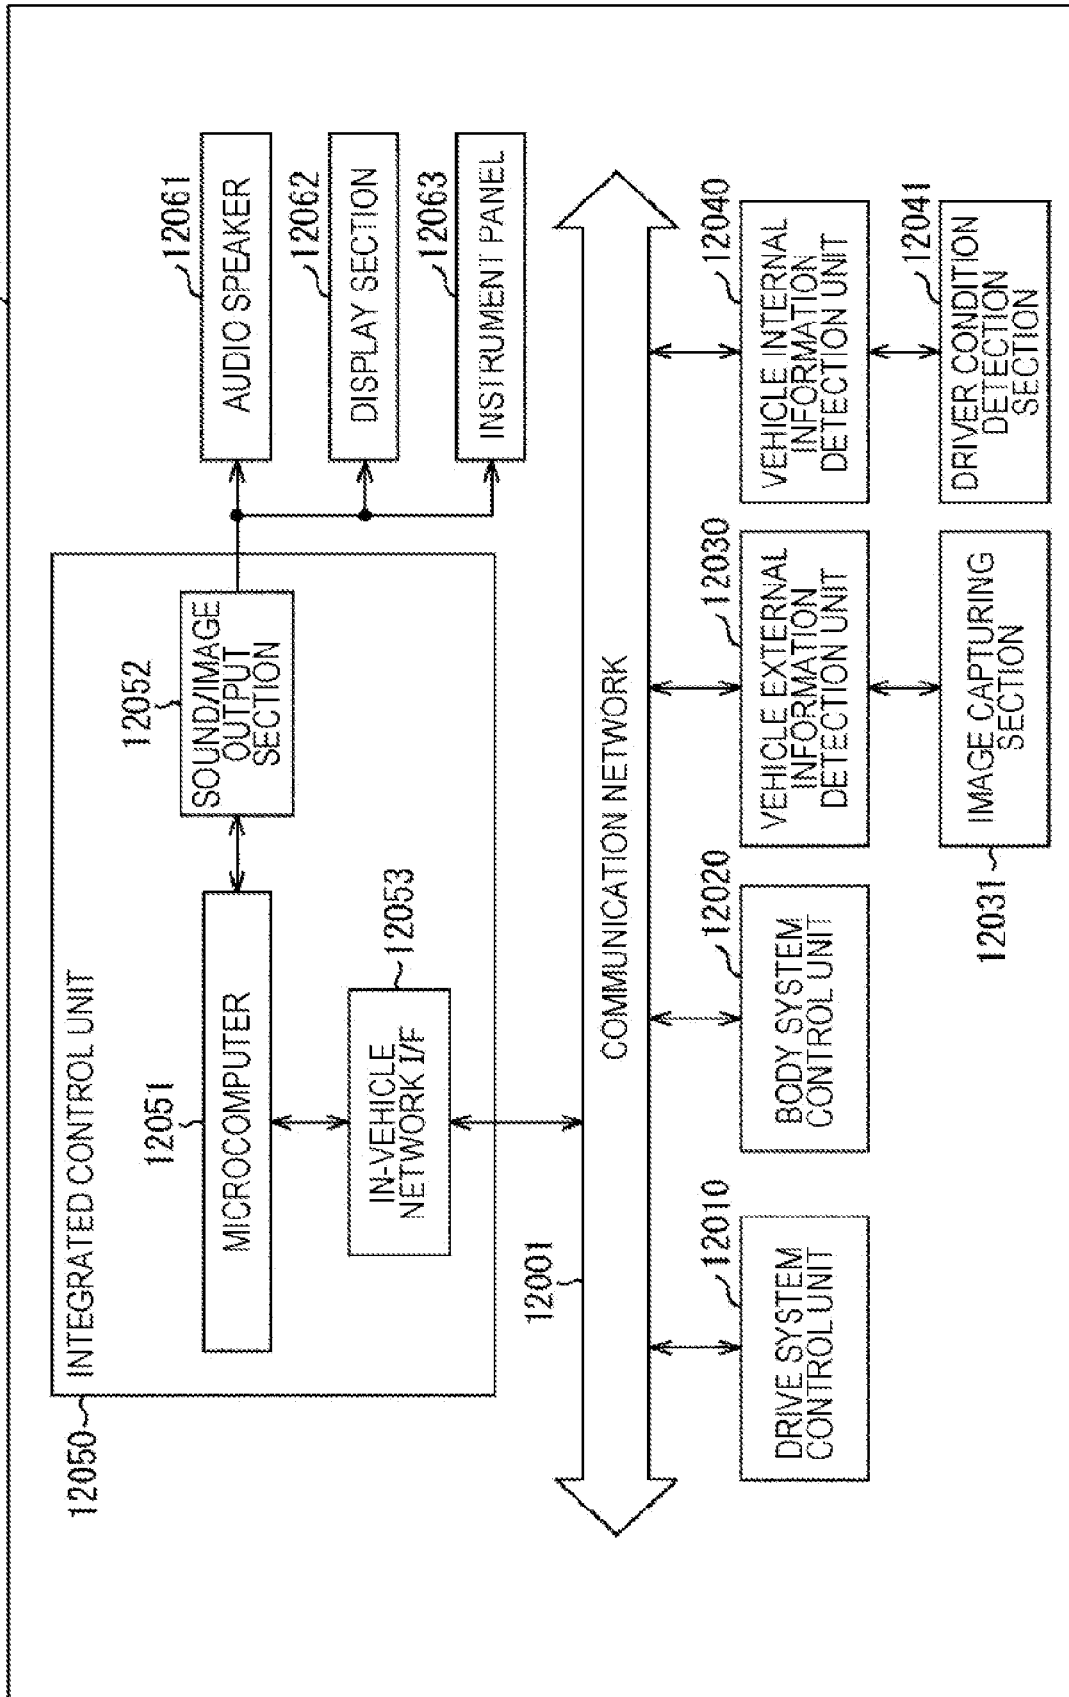 12050
INTEGRATED CONTROL UNIT
12051
MICROCOMPUTER
12052
SOUND/IMAGE
OUTPUT
SECTION
12061
AUDIO SPEAKER
12062
DISPLAY SECTION
12063
INSTRUMENT PANEL
12053
IN-VEHICLE
NETWORK I/F
12001
COMMUNICATION NETWORK
12010
DRIVE SYSTEM
CONTROL UNIT
12020
BODY SYSTEM
CONTROL UNIT
12030
VEHICLE EXTERNAL
INFORMATION
DETECTION UNIT
12040
VEHICLE INTERNAL
INFORMATION
DETECTION UNIT
12031
IMAGE CAPTURING
SECTION
12041
DRIVER CONDITION
DETECTION
SECTION